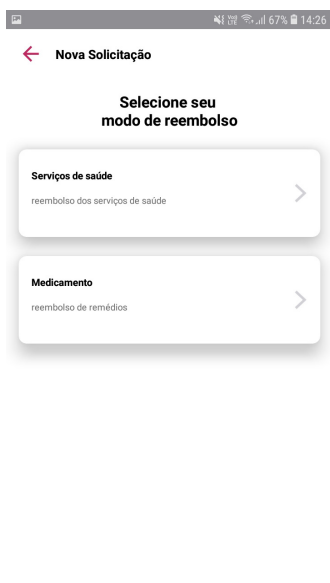 67% 14:26
Nova Solicitação
Selecione seu
modo de reembolso
Serviços de saúde
reembolso dos serviços de saúde
Medicamento
reembolso de remédios